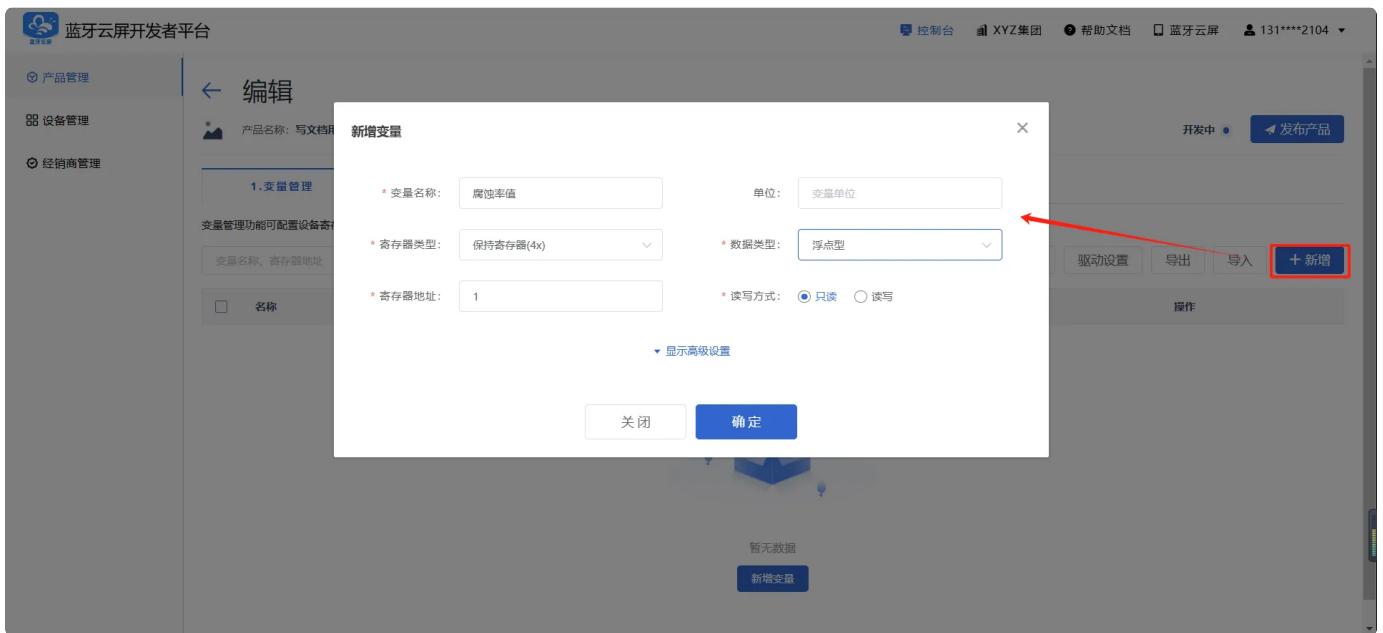 蓝牙云屏
蓝牙云屏开发者平台
控制台 XYZ集团 帮助文档 蓝牙云屏 131****2104
产品管理
设备管理
经销商管理
编辑
产品名称: 写文档用
开发中 发布产品
1.变量管理
变量管理功能可配置设备寄存
变量名称、寄存器地址
驱动设置 导出 导入 新增
名称 操作
新增变量
* 变量名称: 腐蚀率值 单位: 变量单位
* 寄存器类型: 保持寄存器(4x) * 数据类型: 浮点型
* 寄存器地址: 1 * 读写方式: 只读 读写
显示高级设置
关闭 确定
暂无数据
新增变量